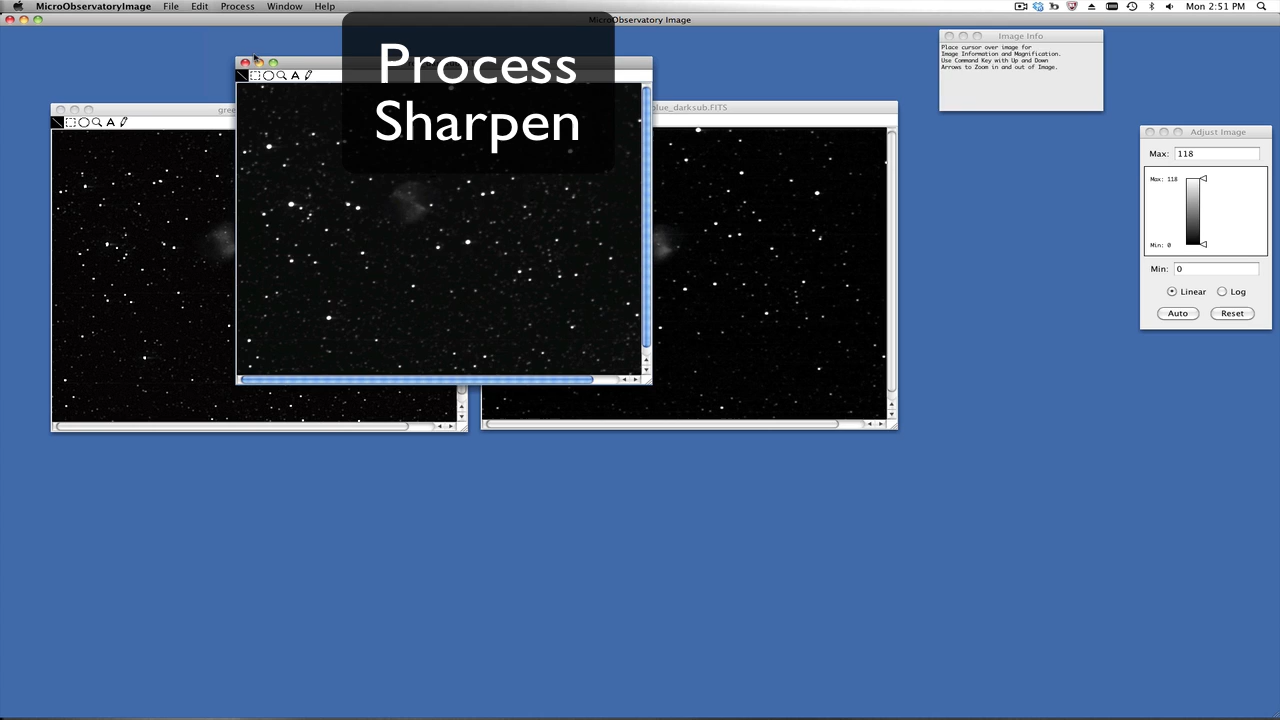 MicroObservatoryImage File Edit Process Window Help Mon 2:51 PM
MicroObservatory Image
Process
Sharpen
Image Info
Place cursor over image for
Image Information and Magnification.
Use Command Key with Up and Down
Arrows to Zoom in and out of Image.
gree
A
A
blue_darksub.FITS
Adjust Image
Max: 118
Max: 118
Min: 0
Min: 0
Linear Log
Auto Reset